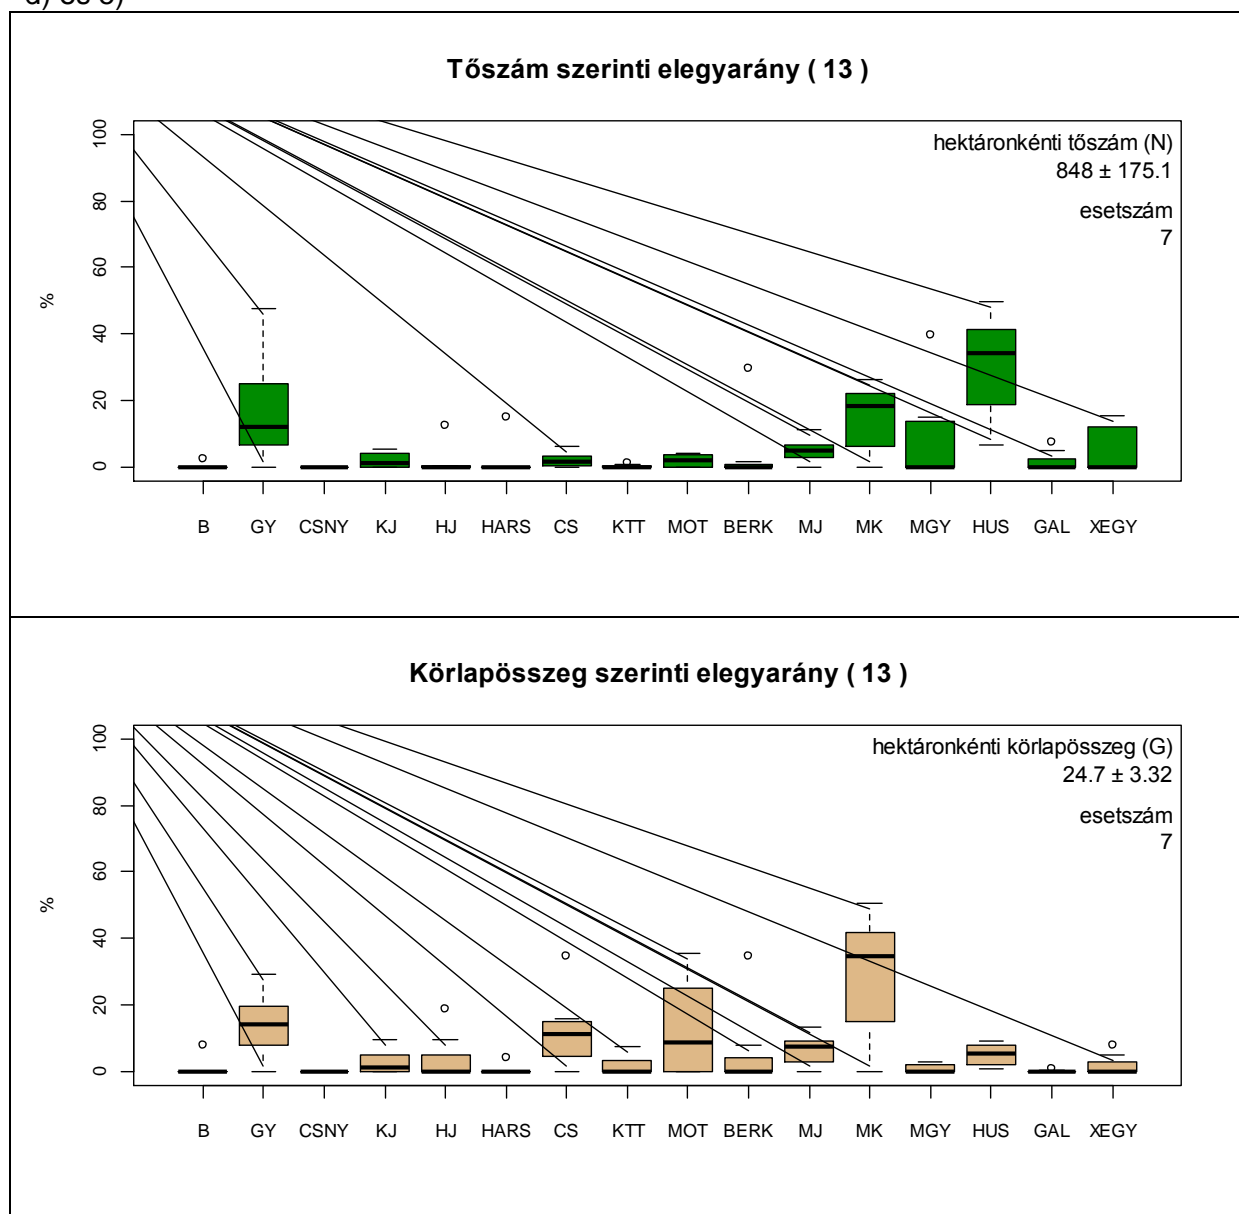 d) és e)
Tőszám szerinti elegyarány ( 13 )
hektáronkénti tőszám (N)
848 ± 175.1
esetszám
7
%
100
80
60
40
20
0
B GY CSNY KJ HJ HARS CS KTT MOT BERK MJ MK MGY HUS GAL XEGY
Körlapösszeg szerinti elegyarány ( 13 )
hektáronkénti körlapösszeg (G)
24.7 ± 3.32
esetszám
7
%
100
80
60
40
20
0
B GY CSNY KJ HJ HARS CS KTT MOT BERK MJ MK MGY HUS GAL XEGY